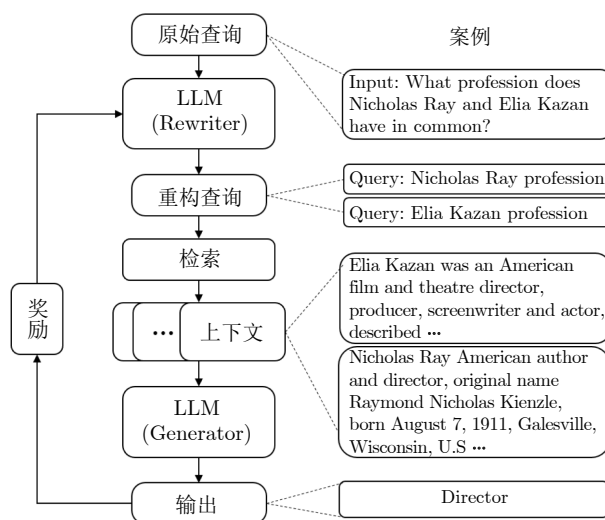 原始查询
案例
Input: What profession does
Nicholas Ray and Elia Kazan
have in common?
LLM
(Rewriter)
重构查询
Query: Nicholas Ray profession
Query: Elia Kazan profession
检索
Elia Kazan was an American
film and theatre director,
producer, screenwriter and actor,
described ···
奖励
··· 上下文
Nicholas Ray American author
and director, original name
Raymond Nicholas Kienzle,
born August 7, 1911, Galesville,
Wisconsin, U.S ···
LLM
(Generator)
输出
Director